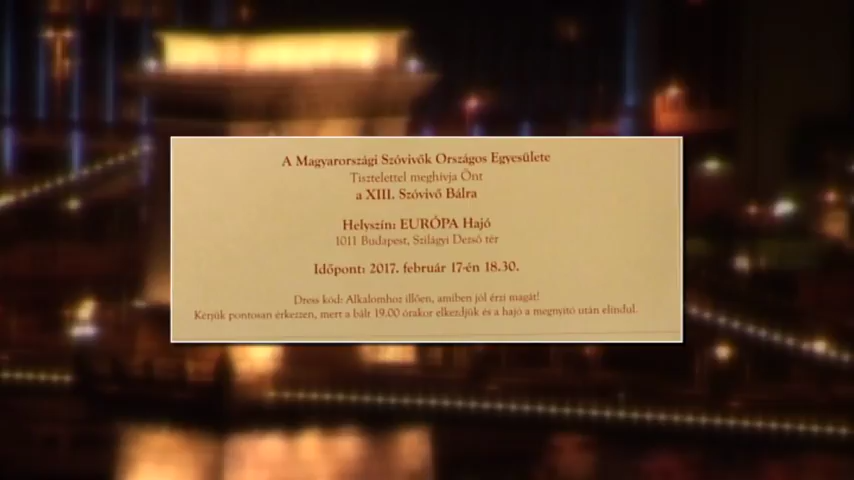 A Magyarországi Szóvivők Országos Egyesülete
Tisztelettel meghívja Önt
a XIII. Szóvivő Bálra
Helyszín: EURÓPA Hajó
1011 Budapest, Szilágyi Dezső tér
Időpont: 2017. február 17-én 18.30.
Dress kód: Alkalomhoz illően, amiben jól érzi magát!
Kérjük pontosan érkezzen, mert a bált 19.00 órakor elkezdjük és a hajó a megnyitó után elindul.